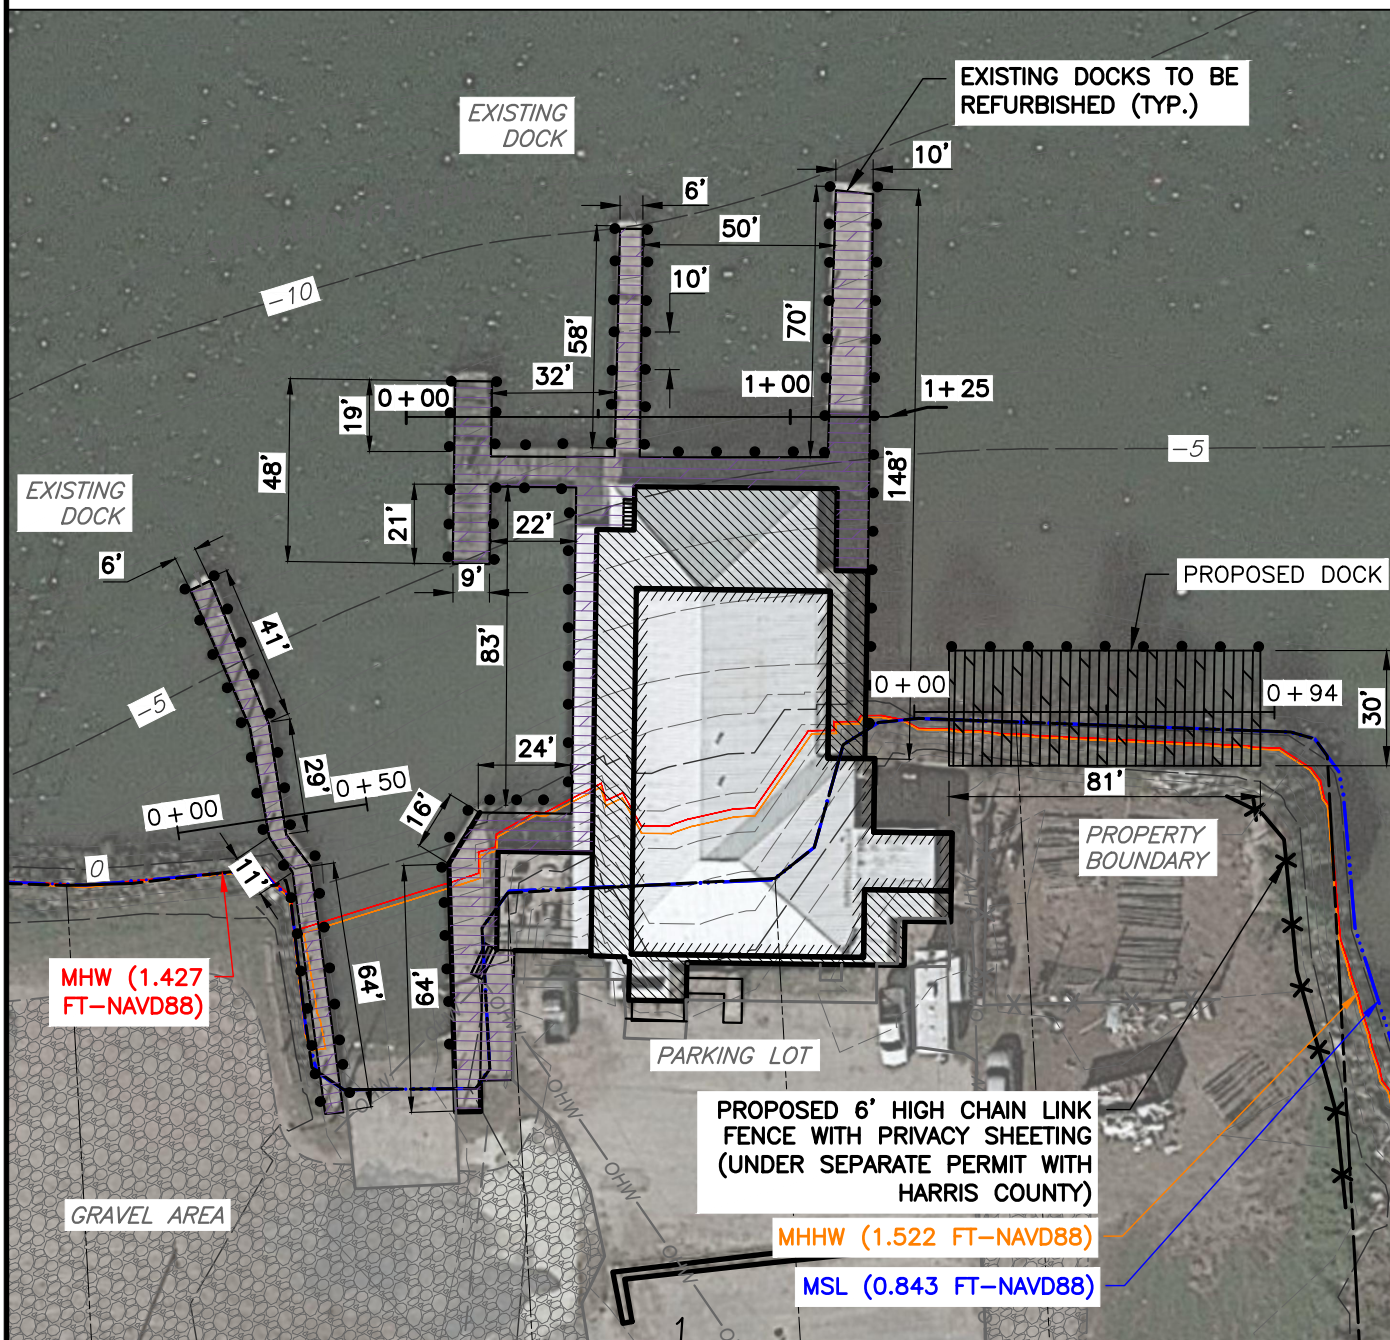 EXISTING DOCKS TO BE
REFURBISHED (TYP.)
EXISTING
DOCK
10'
6'
50'
-10
10'
58'
70'
32'
1+00
1+25
0+00
19'
48'
-5
148'
EXISTING
DOCK
21'
22'
6'
9'
PROPOSED DOCK
41'
83'
0+00
0+94
30'
-5
24'
29'
0+50
81'
0+00
16'
PROPERTY
BOUNDARY
0
11'
MHW (1.427
FT-NAVD88)
64'
64'
PARKING LOT
OHW
OHW
OHW
PROPOSED 6' HIGH CHAIN LINK
FENCE WITH PRIVACY SHEETING
(UNDER SEPARATE PERMIT WITH
HARRIS COUNTY)
GRAVEL AREA
MHHW (1.522 FT-NAVD88)
MSL (0.843 FT-NAVD88)
1